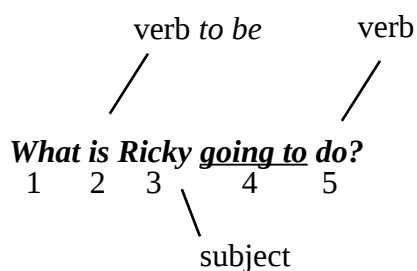 verb to be
verb
What is Ricky going to do?
1 2 3 4 5
subject